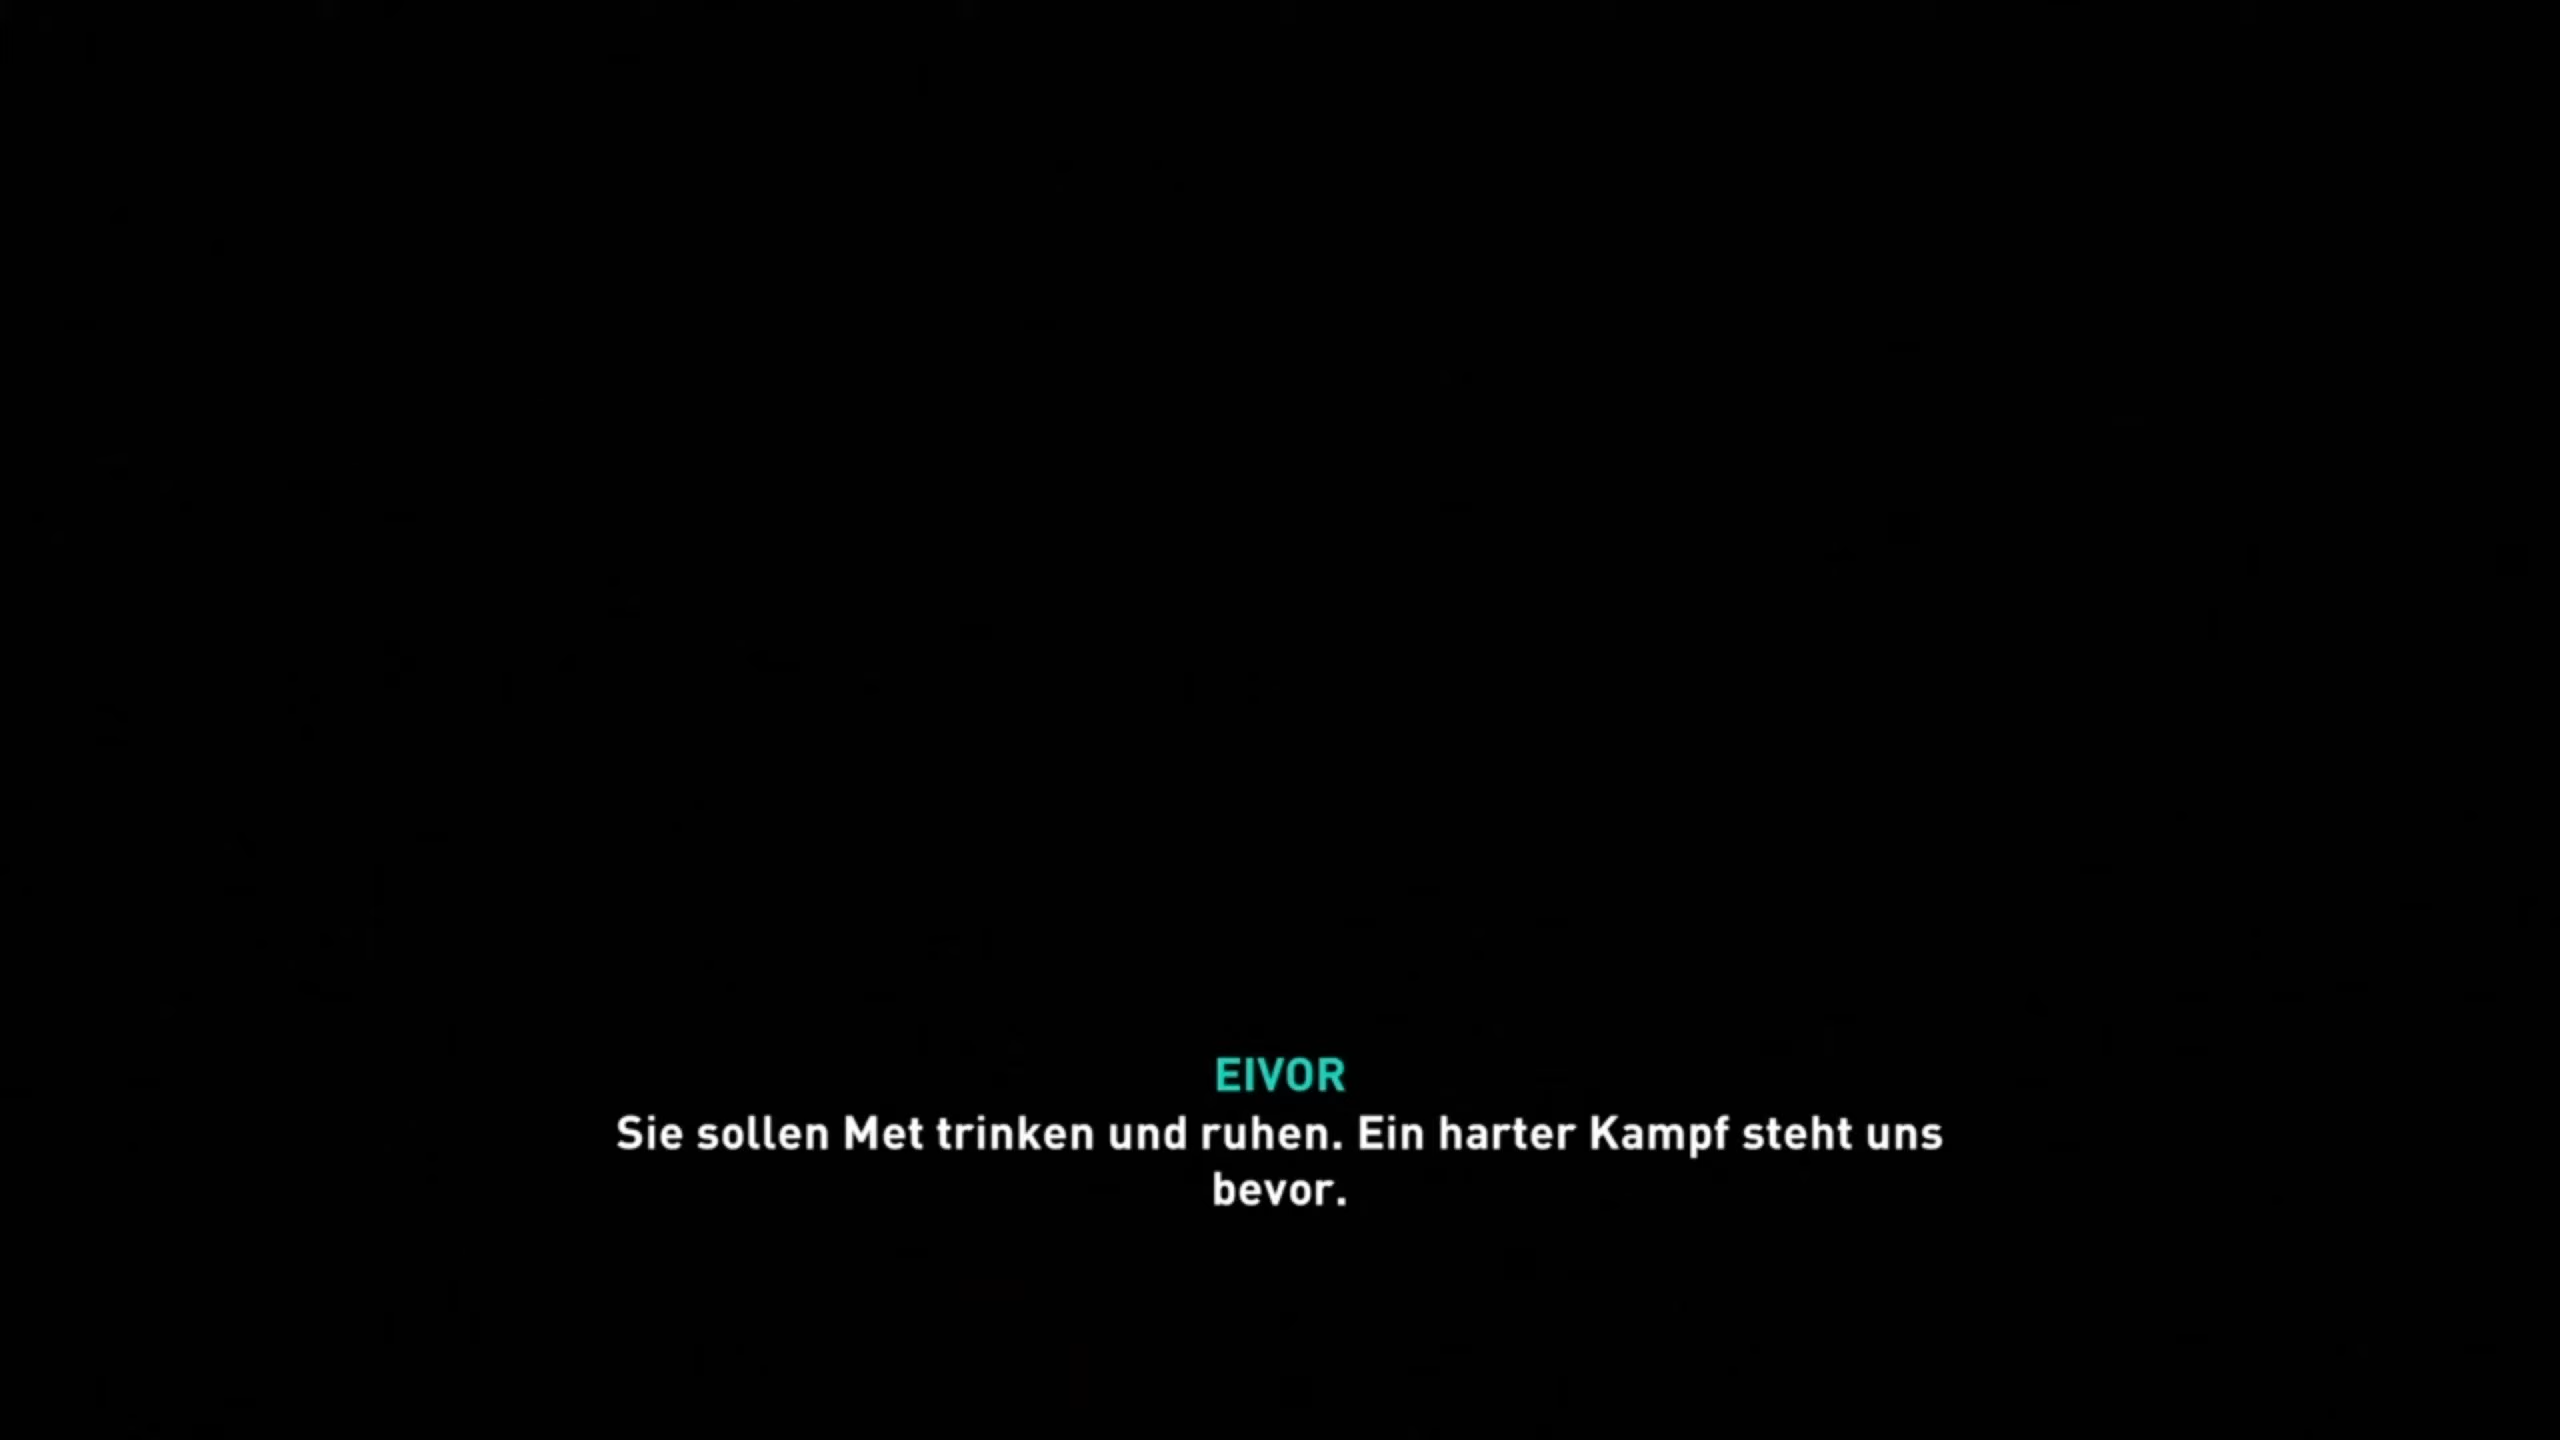 EIVOR
Sie sollen Met trinken und ruhen. Ein harter Kampf steht uns
bevor.